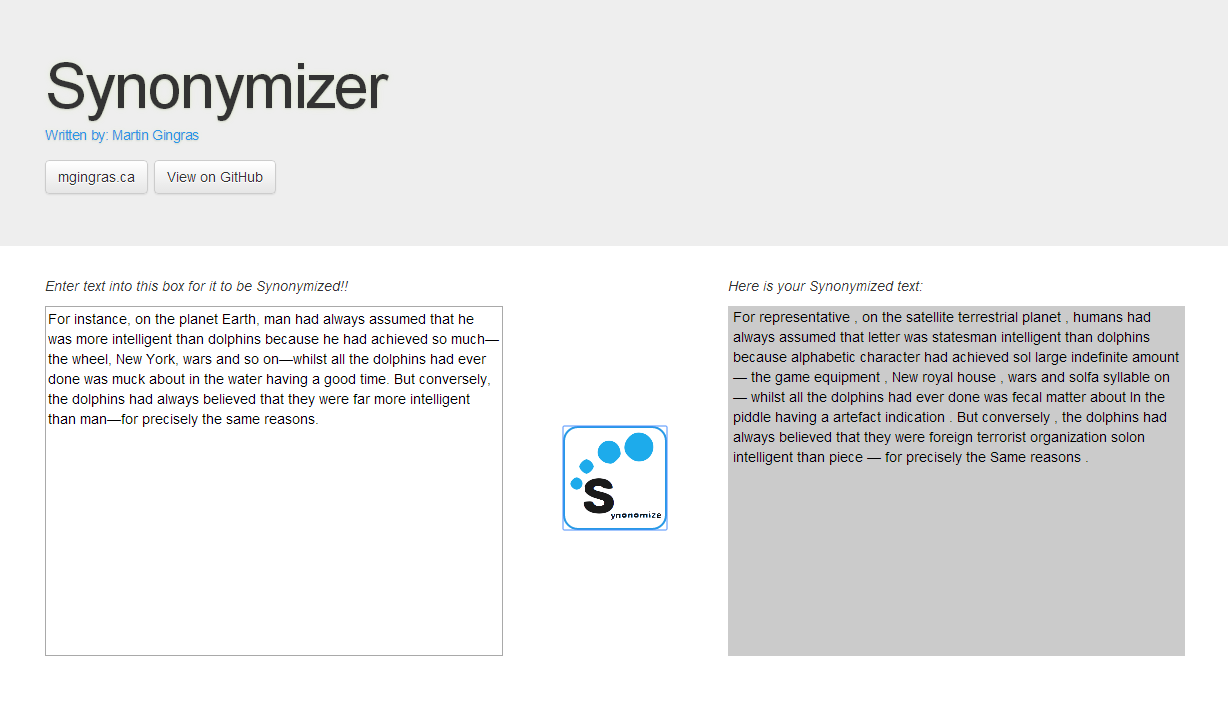 Synonymizer
Written by: Martin Gingras
mgingras.ca
View on GitHub
Enter text into this box for it to be Synonymized!!
For instance, on the planet Earth, man had always assumed that he
was more intelligent than dolphins because he had achieved so much—
the wheel, New York, wars and so on—whilst all the dolphins had ever
done was muck about in the water having a good time. But conversely,
the dolphins had always believed that they were far more intelligent
than man—for precisely the same reasons.
S
ynonomize
Here is your Synonymized text:
For representative , on the satellite terrestrial planet , humans had
always assumed that letter was statesman intelligent than dolphins
because alphabetic character had achieved sol large indefinite amount
— the game equipment , New royal house , wars and solfa syllable on
— whilst all the dolphins had ever done was fecal matter about In the
piddle having a artefact indication . But conversely , the dolphins had
always believed that they were foreign terrorist organization solon
intelligent than piece — for precisely the Same reasons .